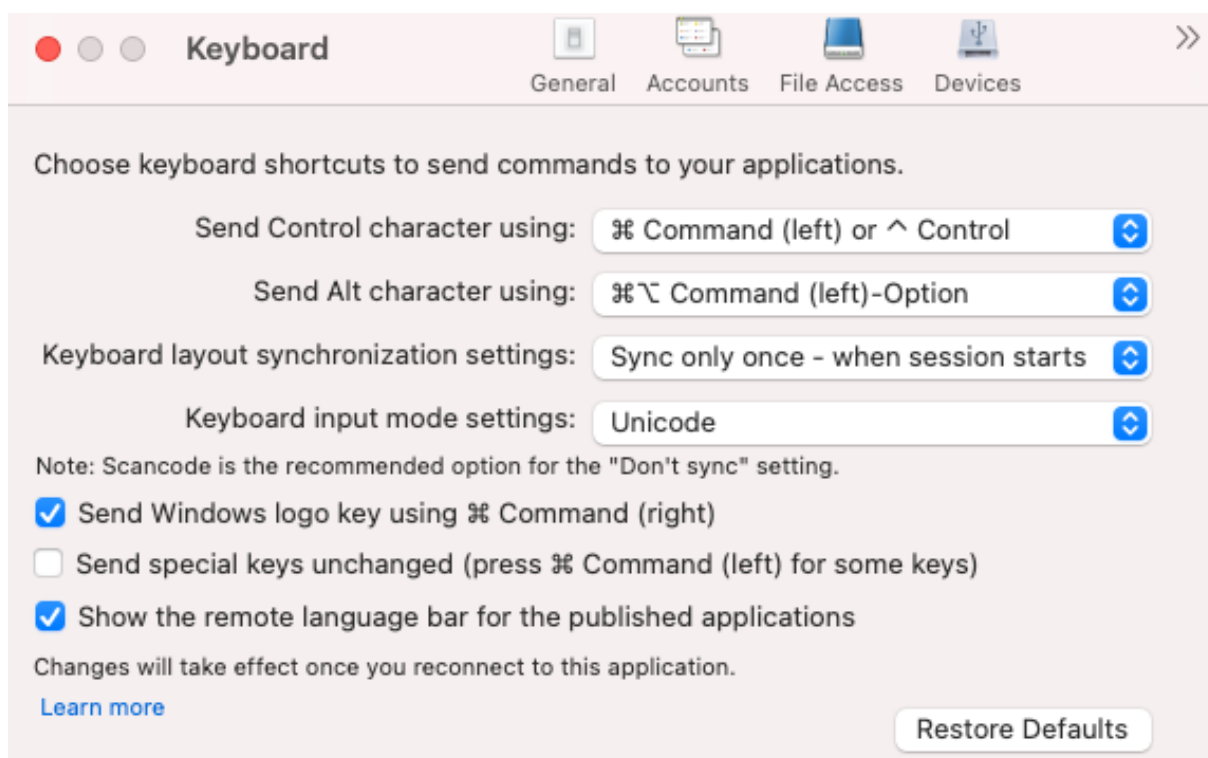 Keyboard
General Accounts File Access Devices
Choose keyboard shortcuts to send commands to your applications.
Send Control character using: ⌘ Command (left) or ^ Control
Send Alt character using: ⌘⌥ Command (left)-Option
Keyboard layout synchronization settings: Sync only once - when session starts
Keyboard input mode settings: Unicode
Note: Scancode is the recommended option for the "Don't sync" setting.
Send Windows logo key using ⌘ Command (right)
Send special keys unchanged (press ⌘ Command (left) for some keys)
Show the remote language bar for the published applications
Changes will take effect once you reconnect to this application.
Learn more
Restore Defaults